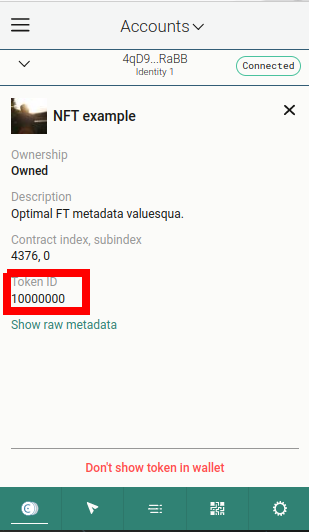 Accounts
4qD9...RaBB
Identity 1
Connected
NFT example
Ownership
Owned
Description
Optimal FT metadata valuesqua.
Contract index, subindex
4376, 0
Token ID
10000000
Show raw metadata
Don't show token in wallet